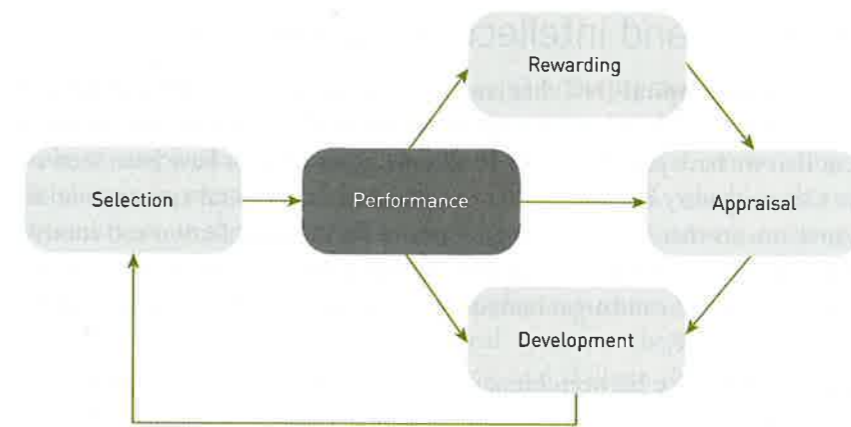 Rewarding
Selection
Performance
Appraisal
Development